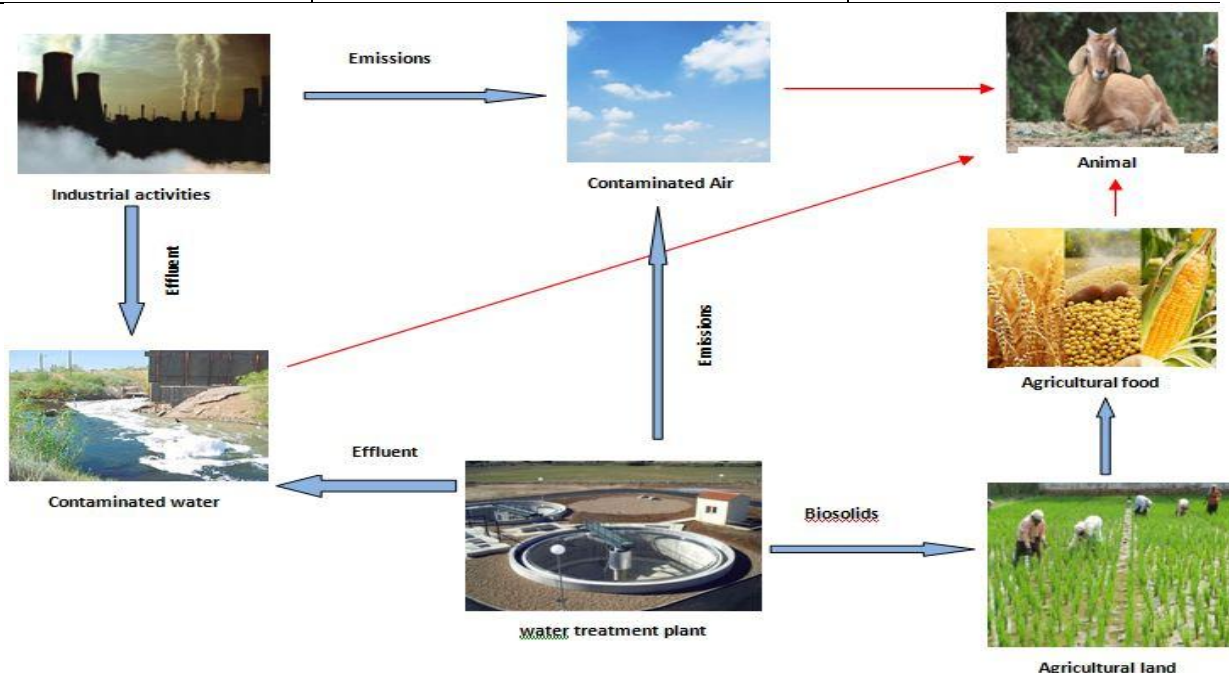 Emissions
Industrial activities
Contaminated Air
Animal
Effluent
Emissions
Agricultural food
Effluent
Contaminated water
Biosolids
water treatment plant
Agricultural land